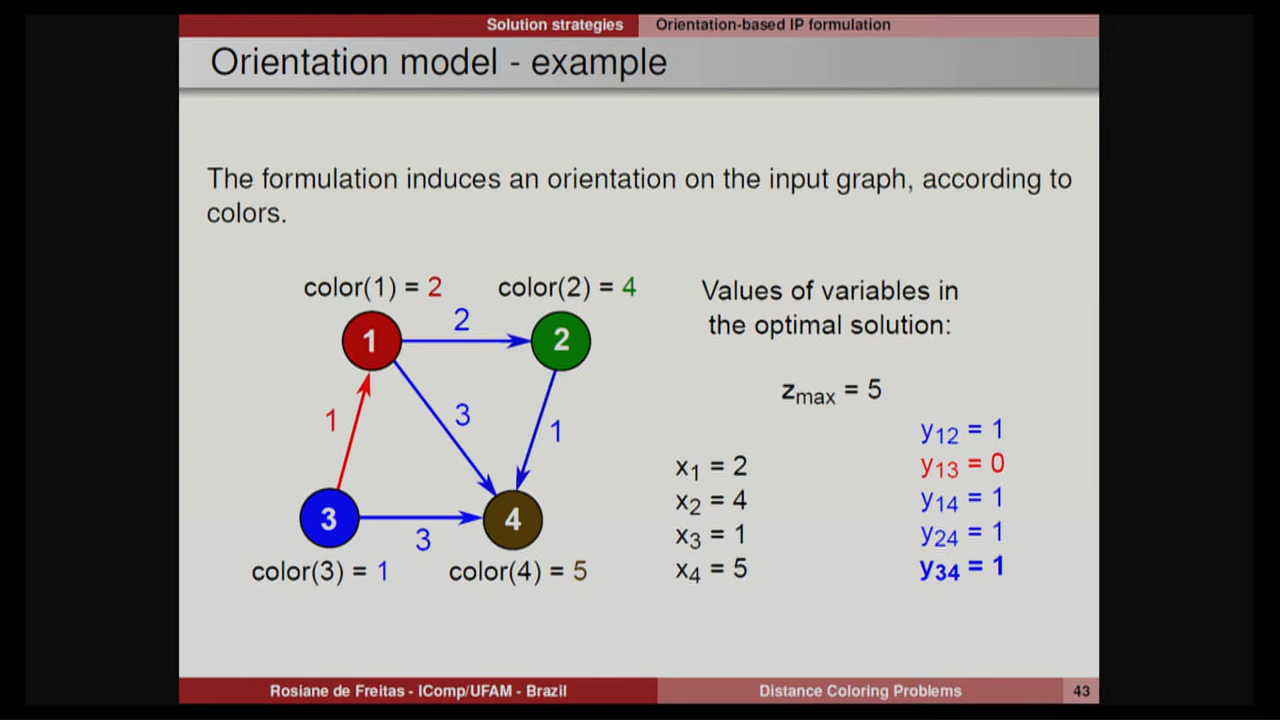 Solution strategies Orientation-based IP formulation
Orientation model - example
The formulation induces an orientation on the input graph, according to
colors.
color(1) = 2 color(2) = 4
1 2 2
1 3 1
3 3 4
color(3) = 1 color(4) = 5
Values of variables in
the optimal solution:
zmax = 5
x1 = 2
x2 = 4
x3 = 1
x4 = 5
y12 = 1
y13 = 0
y14 = 1
y24 = 1
y34 = 1
Rosiane de Freitas - IComp/UFAM - Brazil Distance Coloring Problems 43